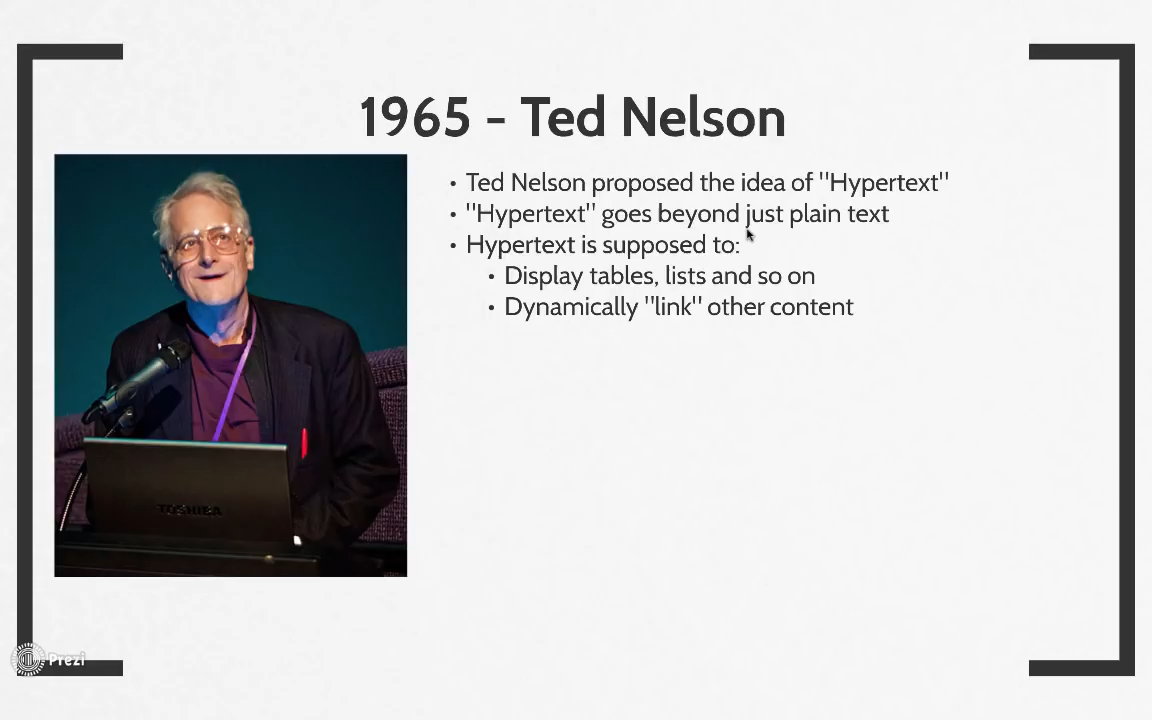 1965 - Ted Nelson
• Ted Nelson proposed the idea of "Hypertext"
• "Hypertext" goes beyond just plain text
• Hypertext is supposed to:
• Display tables, lists and so on
• Dynamically "link" other content
TOSHIBA
Prezi